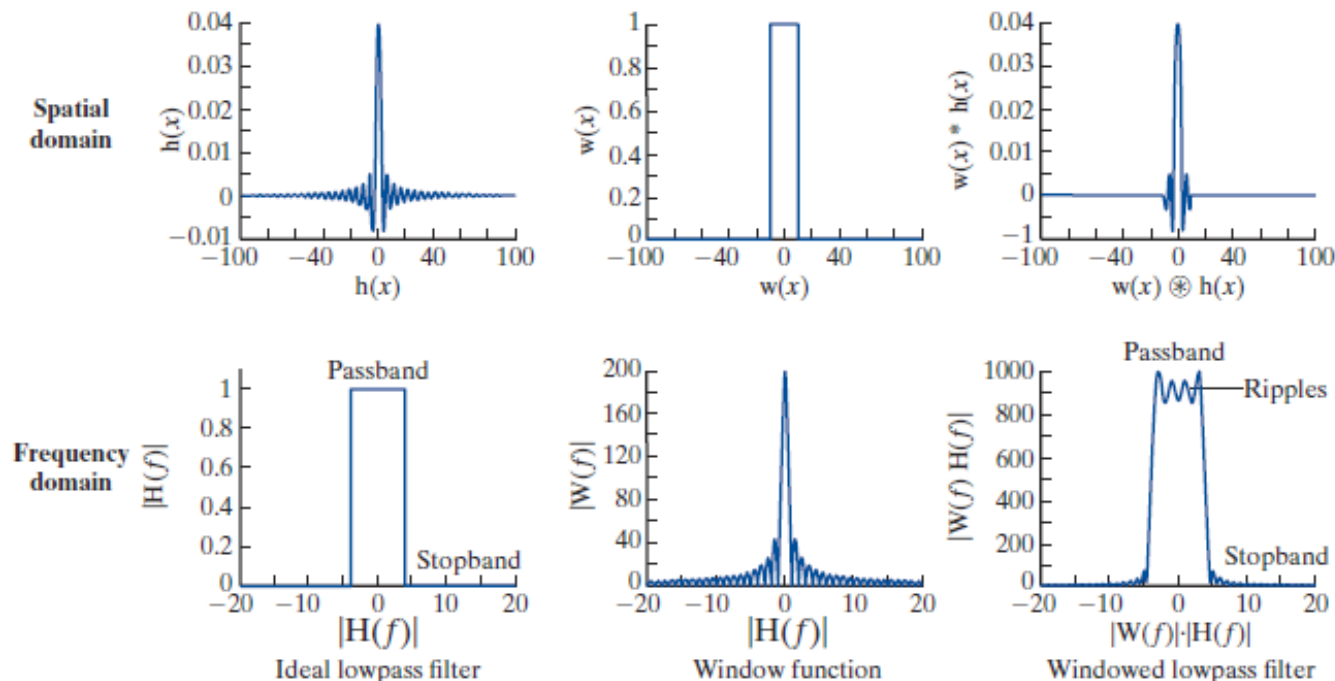 Spatial
domain
h(x)
0.04
0.03
0.02
0.01
0
−0.01
−100
−40
0
40
100
h(x)
w(x)
1
0.8
0.6
0.4
0.2
0
−100
−40
0
40
100
w(x)
w(x) * h(x)
0.04
0.03
0.02
0.01
0
−1
−100
−40
0
40
100
w(x) ⊛ h(x)
Frequency
domain
|H(f)|
1
0.8
0.6
0.4
0.2
0
Passband
Stopband
−20
−10
0
10
20
|H(f)|
Ideal lowpass filter
|W(f)|
200
160
120
80
40
0
−20
−10
0
10
20
|H(f)|
Window function
|W(f) H(f)|
1000
800
600
400
200
0
Passband
Ripples
Stopband
−20
−10
0
10
20
|W(f)|·|H(f)|
Windowed lowpass filter